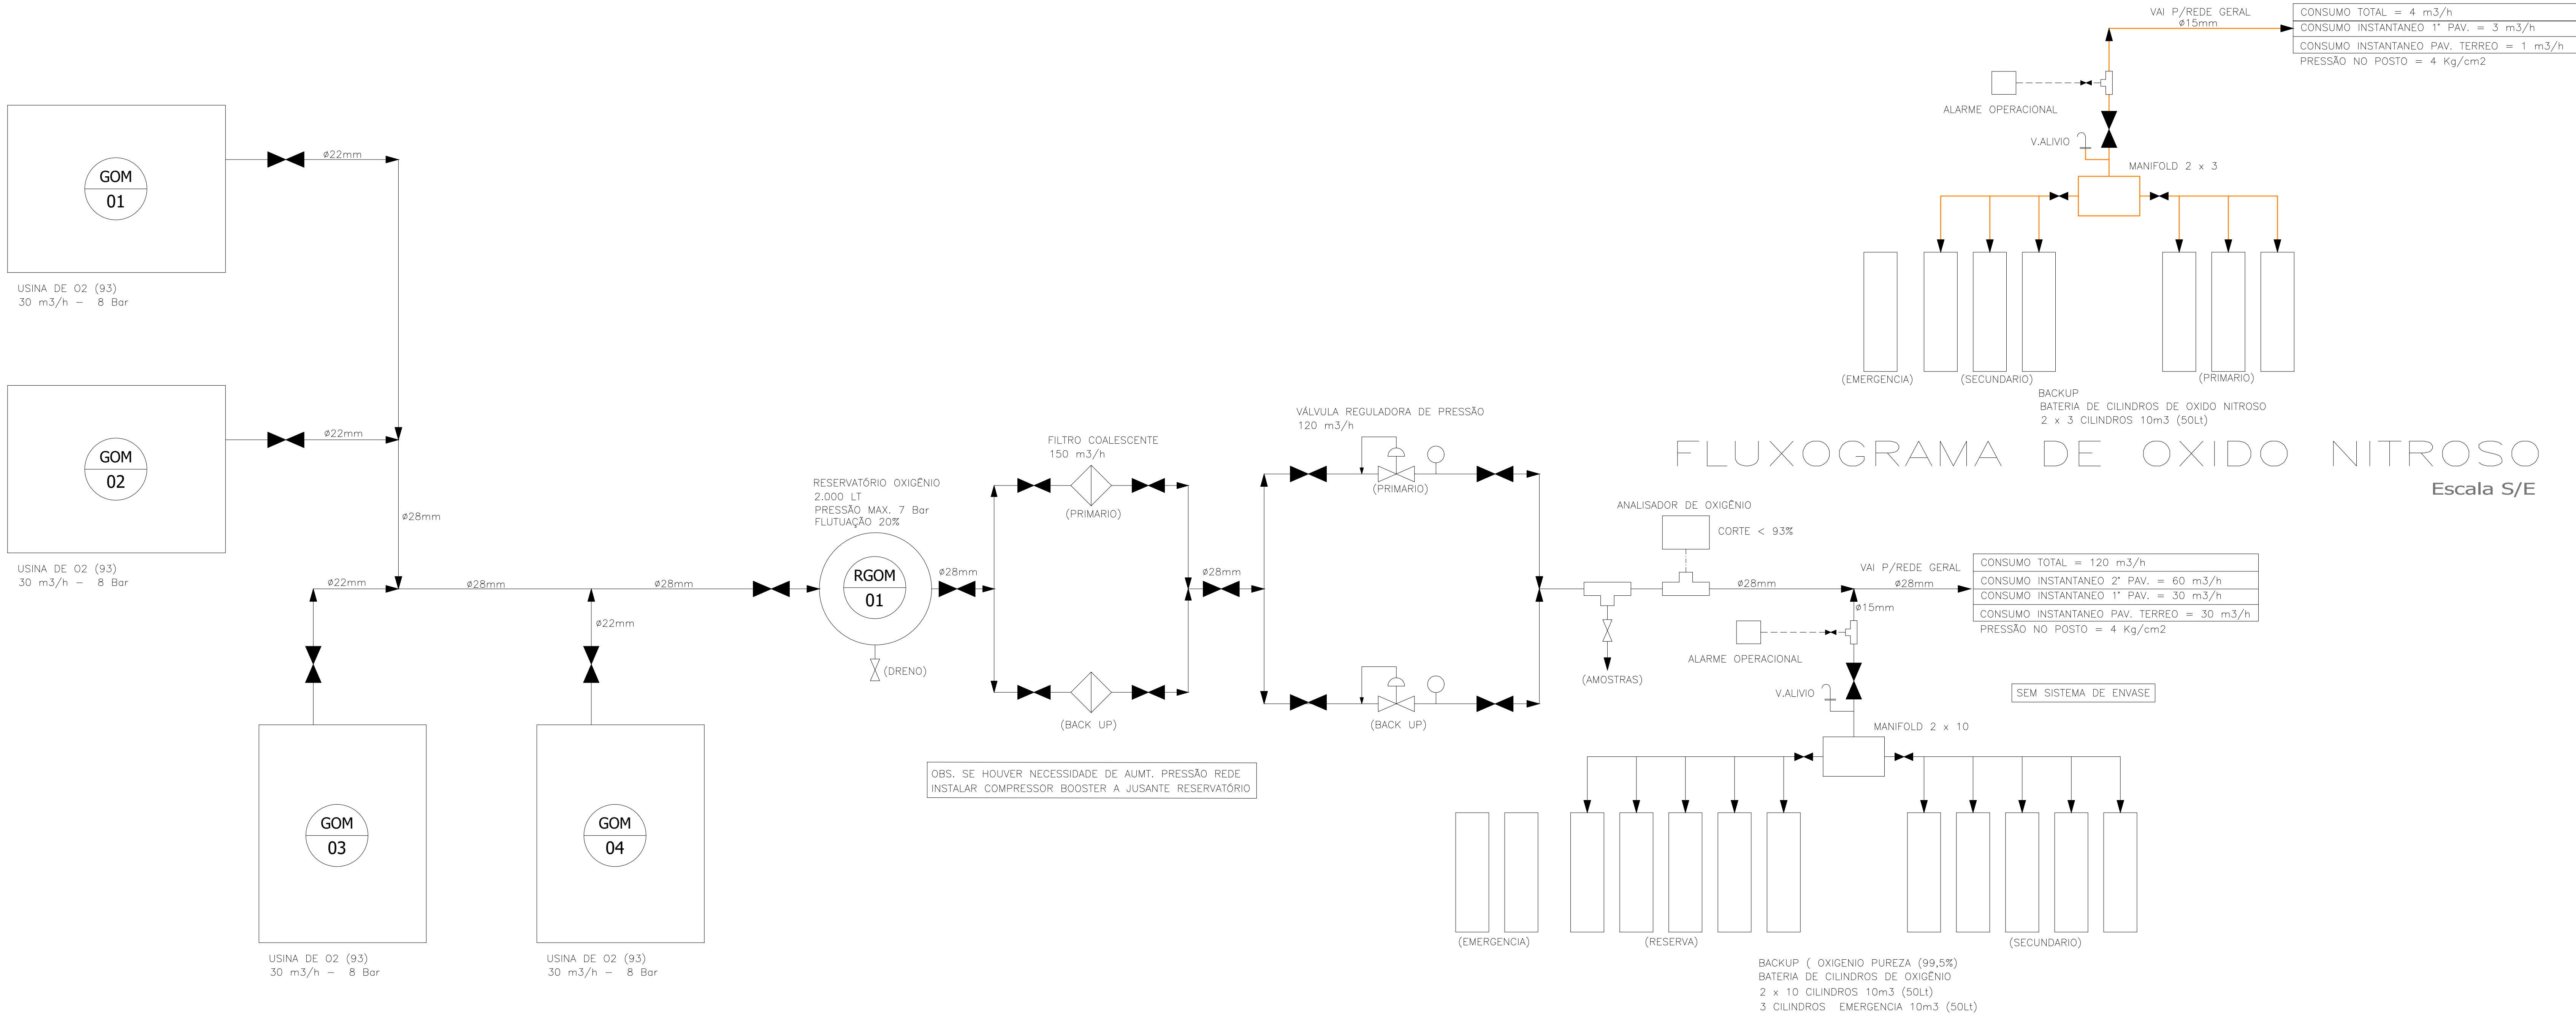 VAI P/REDE GERAL
ø15mm
CONSUMO TOTAL = 4 m3/h
CONSUMO INSTANTANEO 1° PAV. = 3 m3/h
CONSUMO INSTANTANEO PAV. TERREO = 1 m3/h
PRESSÃO NO POSTO = 4 Kg/cm2
ALARME OPERACIONAL
V.ALIVIO
MANIFOLD 2 x 3
(EMERGENCIA)
(SECUNDARIO)
(PRIMARIO)
BACKUP
BATERIA DE CILINDROS DE OXIDO NITROSO
2 x 3 CILINDROS 10m3 (50Lt)
FLUXOGRAMA DE OXIDO NITROSO
Escala S/E
GOM
01
ø22mm
USINA DE O2 (93)
30 m3/h - 8 Bar
GOM
02
ø22mm
USINA DE O2 (93)
30 m3/h - 8 Bar
ø28mm
ø22mm
ø28mm
ø28mm
ø22mm
GOM
03
USINA DE O2 (93)
30 m3/h - 8 Bar
GOM
04
USINA DE O2 (93)
30 m3/h - 8 Bar
RESERVATÓRIO OXIGÊNIO
2.000 LT
PRESSÃO MAX. 7 Bar
FLUTUAÇÃO 20%
RGOM
01
(DRENO)
ø28mm
FILTRO COALESCENTE
150 m3/h
(PRIMARIO)
(BACK UP)
ø28mm
VÁLVULA REGULADORA DE PRESSÃO
120 m3/h
(PRIMARIO)
(BACK UP)
OBS. SE HOUVER NECESSIDADE DE AUMT. PRESSÃO REDE
INSTALAR COMPRESSOR BOOSTER A JUSANTE RESERVATÓRIO
ANALISADOR DE OXIGÊNIO
CORTE < 93%
(AMOSTRAS)
ø28mm
VAI P/REDE GERAL
ø28mm
ø15mm
CONSUMO TOTAL = 120 m3/h
CONSUMO INSTANTANEO 2° PAV. = 60 m3/h
CONSUMO INSTANTANEO 1° PAV. = 30 m3/h
CONSUMO INSTANTANEO PAV. TERREO = 30 m3/h
PRESSÃO NO POSTO = 4 Kg/cm2
ALARME OPERACIONAL
V.ALIVIO
SEM SISTEMA DE ENVASE
MANIFOLD 2 x 10
(EMERGENCIA)
(RESERVA)
(SECUNDARIO)
BACKUP ( OXIGENIO PUREZA (99,5%)
BATERIA DE CILINDROS DE OXIGÊNIO
2 x 10 CILINDROS 10m3 (50Lt)
3 CILINDROS EMERGENCIA 10m3 (50Lt)